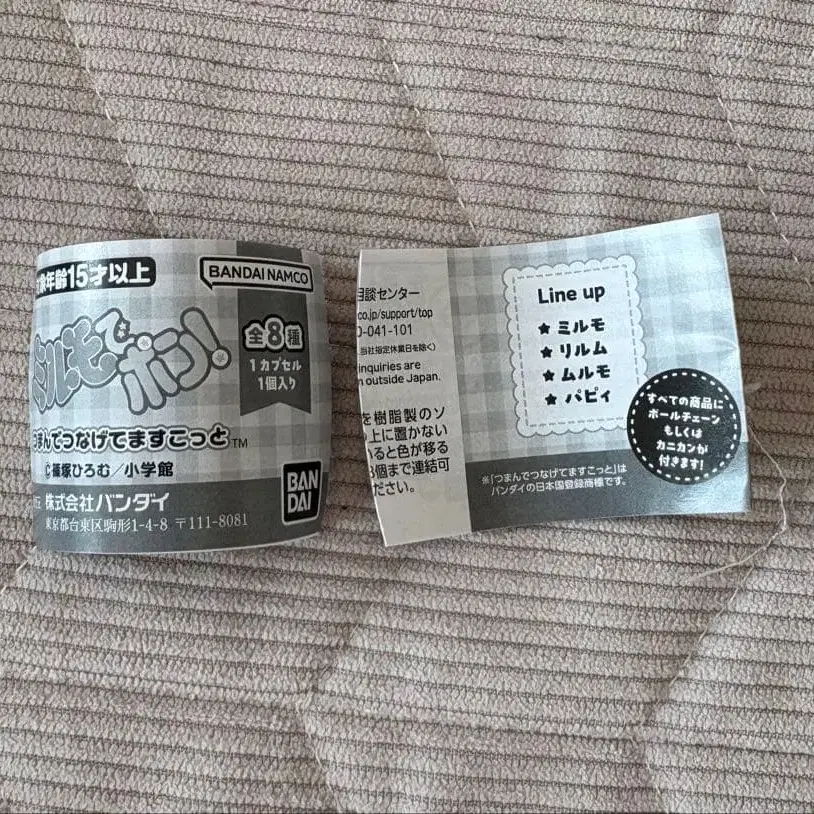 対象年齢15才以上
BANDAI NAMCO
ミルモでポン!
全8種
1カプセル
1個入り
つまんでつなげてますこっと™
©篠塚ひろむ/小学館
株式会社バンダイ
東京都台東区駒形1-4-8 〒111-8081
BAN
DAI
相談センター
co.jp/support/top
0-041-101
当社指定休業日を除く)
inquiries are
outside Japan.
を樹脂製のソ
上に置かない
いると色が移る
8個まで連結可
ださい。
Line up
★ ミルモ
★ リルム
★ ムルモ
★ パピィ
すべての商品に
ボールチェーン
もしくは
カニカンが
付きます!
※「つまんでつなげてますこっと」は
バンダイの日本国登録商標です。